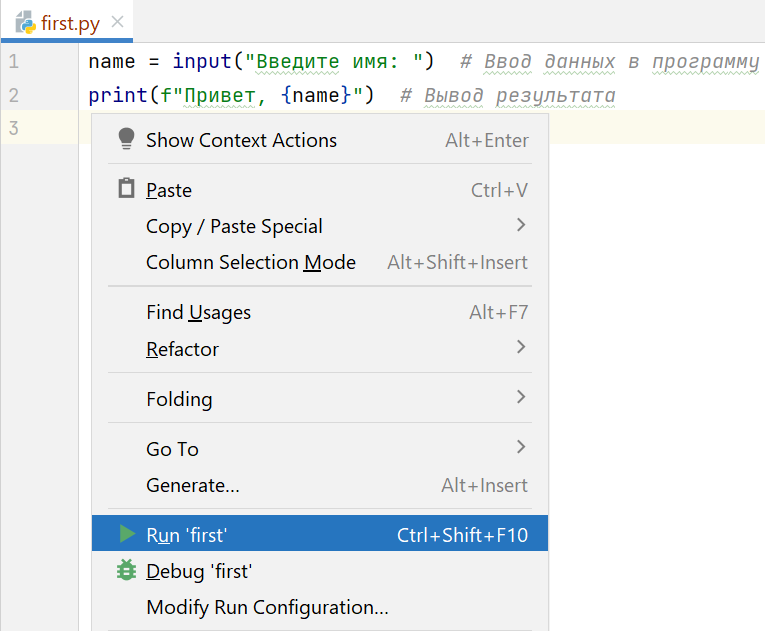 first.py
1 name = input("Введите имя: ") # Ввод данных в программу
2 print(f"Привет, {name}") # Вывод результата
3
Show Context Actions Alt+Enter
Paste Ctrl+V
Copy / Paste Special
Column Selection Mode Alt+Shift+Insert
Find Usages Alt+F7
Refactor
Folding
Go To
Generate... Alt+Insert
Run 'first' Ctrl+Shift+F10
Debug 'first'
Modify Run Configuration...